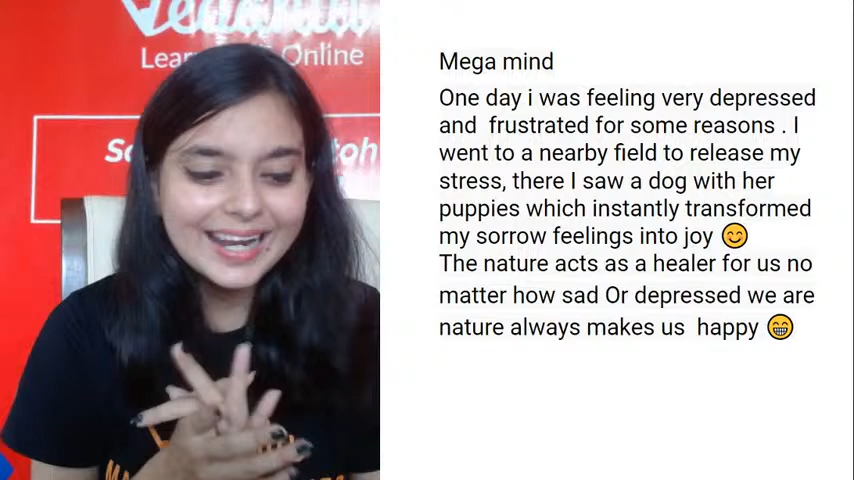 Learn Online
Mega mind
One day i was feeling very depressed
and  frustrated for some reasons . I
went to a nearby field to release my
stress, there I saw a dog with her
puppies which instantly transformed
my sorrow feelings into joy 😊
The nature acts as a healer for us no
matter how sad Or depressed we are
nature always makes us  happy 😁